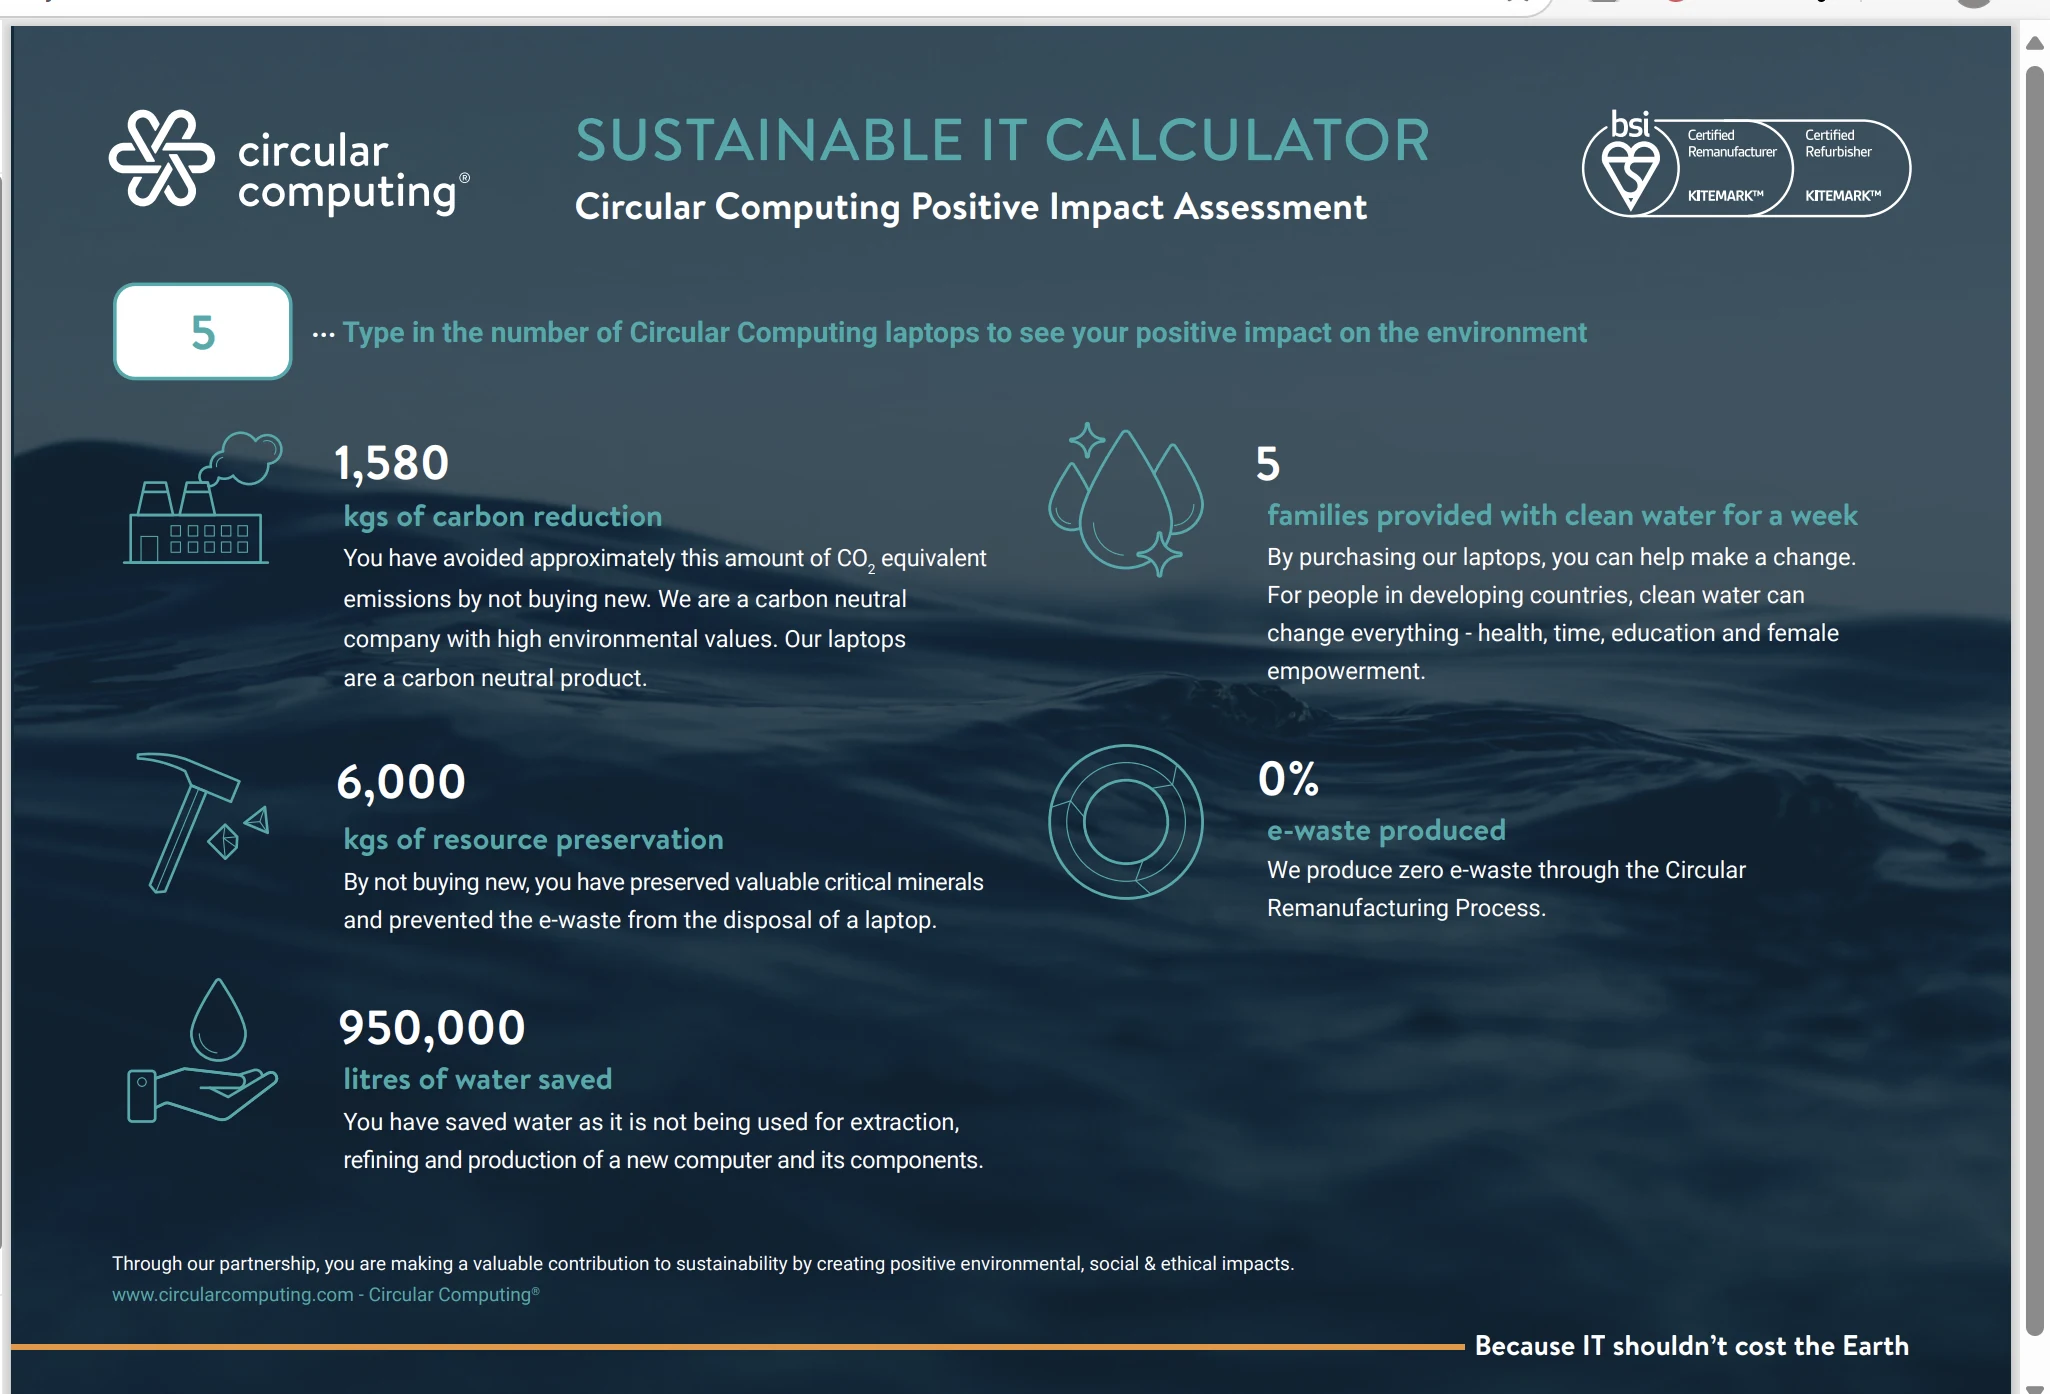 circular
computing®
SUSTAINABLE IT CALCULATOR
Circular Computing Positive Impact Assessment
bsi
Certified
Remanufacturer
KITEMARK™
Certified
Refurbisher
KITEMARK™
5
... Type in the number of Circular Computing laptops to see your positive impact on the environment
1,580
kgs of carbon reduction
You have avoided approximately this amount of CO₂ equivalent
emissions by not buying new. We are a carbon neutral
company with high environmental values. Our laptops
are a carbon neutral product.
5
families provided with clean water for a week
By purchasing our laptops, you can help make a change.
For people in developing countries, clean water can
change everything - health, time, education and female
empowerment.
6,000
kgs of resource preservation
By not buying new, you have preserved valuable critical minerals
and prevented the e-waste from the disposal of a laptop.
0%
e-waste produced
We produce zero e-waste through the Circular
Remanufacturing Process.
950,000
litres of water saved
You have saved water as it is not being used for extraction,
refining and production of a new computer and its components.
Through our partnership, you are making a valuable contribution to sustainability by creating positive environmental, social & ethical impacts.
www.circularcomputing.com - Circular Computing®
Because IT shouldn't cost the Earth